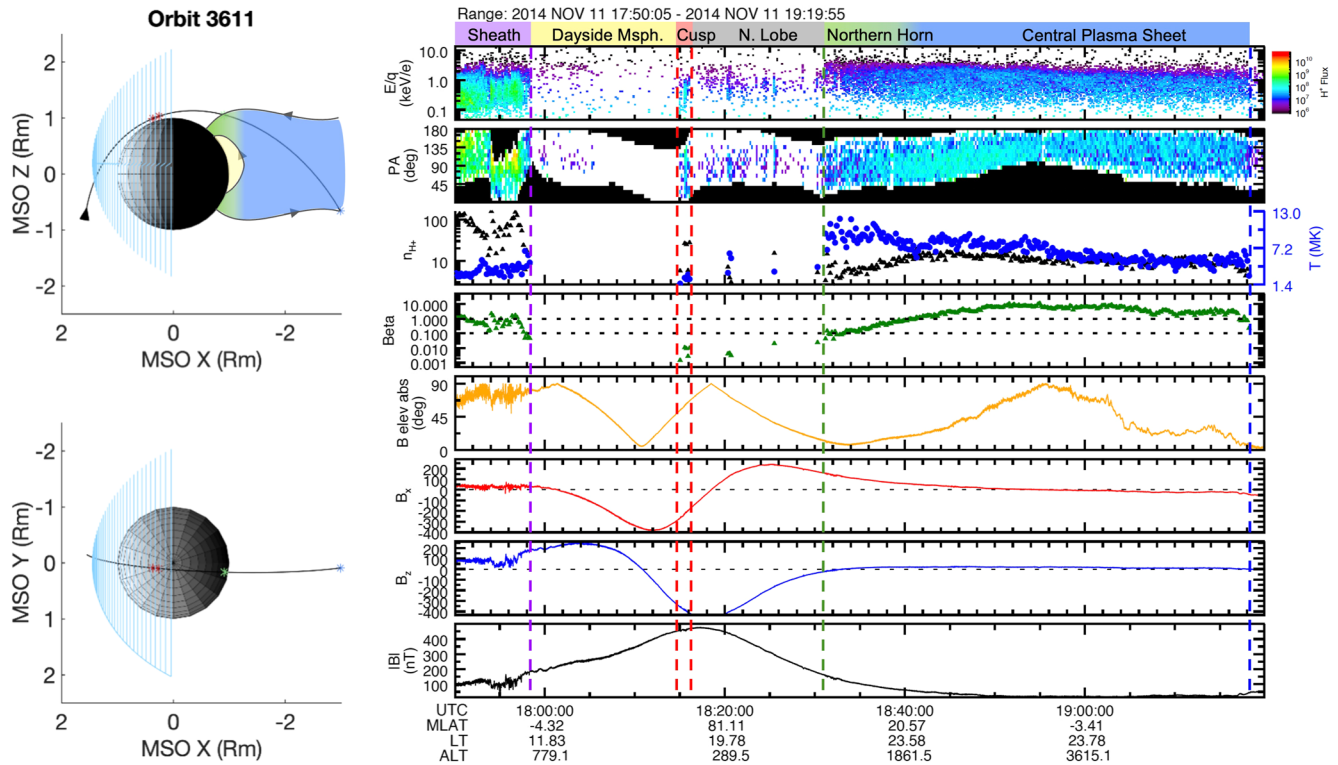 Orbit 3611
2
1
0
-1
-2
MSO Z (Rm)
2
0
-2
MSO X (Rm)
-2
-1
0
1
2
MSO Y (Rm)
2
0
-2
MSO X (Rm)
Range: 2014 NOV 11 17:50:05 - 2014 NOV 11 19:19:55
Sheath Dayside Msph. Cusp N. Lobe Northern Horn Central Plasma Sheet
10.0
1.0
0.1
E/q
(keV/e)
10¹⁰
10⁹
10⁸
10⁷
10⁶
H⁺ Flux
180
135
90
45
PA
(deg)
100
10
n_H+
13.0
7.2
1.4
T (MK)
10.000
1.000
0.100
0.010
0.001
Beta
90
45
0
B elev abs
(deg)
200
100
0
-100
-200
-300
-400
Bₓ
200
100
0
-100
-200
-300
-400
B_z
400
300
200
100
|B|
(nT)
UTC 18:00:00 18:20:00 18:40:00 19:00:00
MLAT -4.32 81.11 20.57 -3.41
LT 11.83 19.78 23.58 23.78
ALT 779.1 289.5 1861.5 3615.1